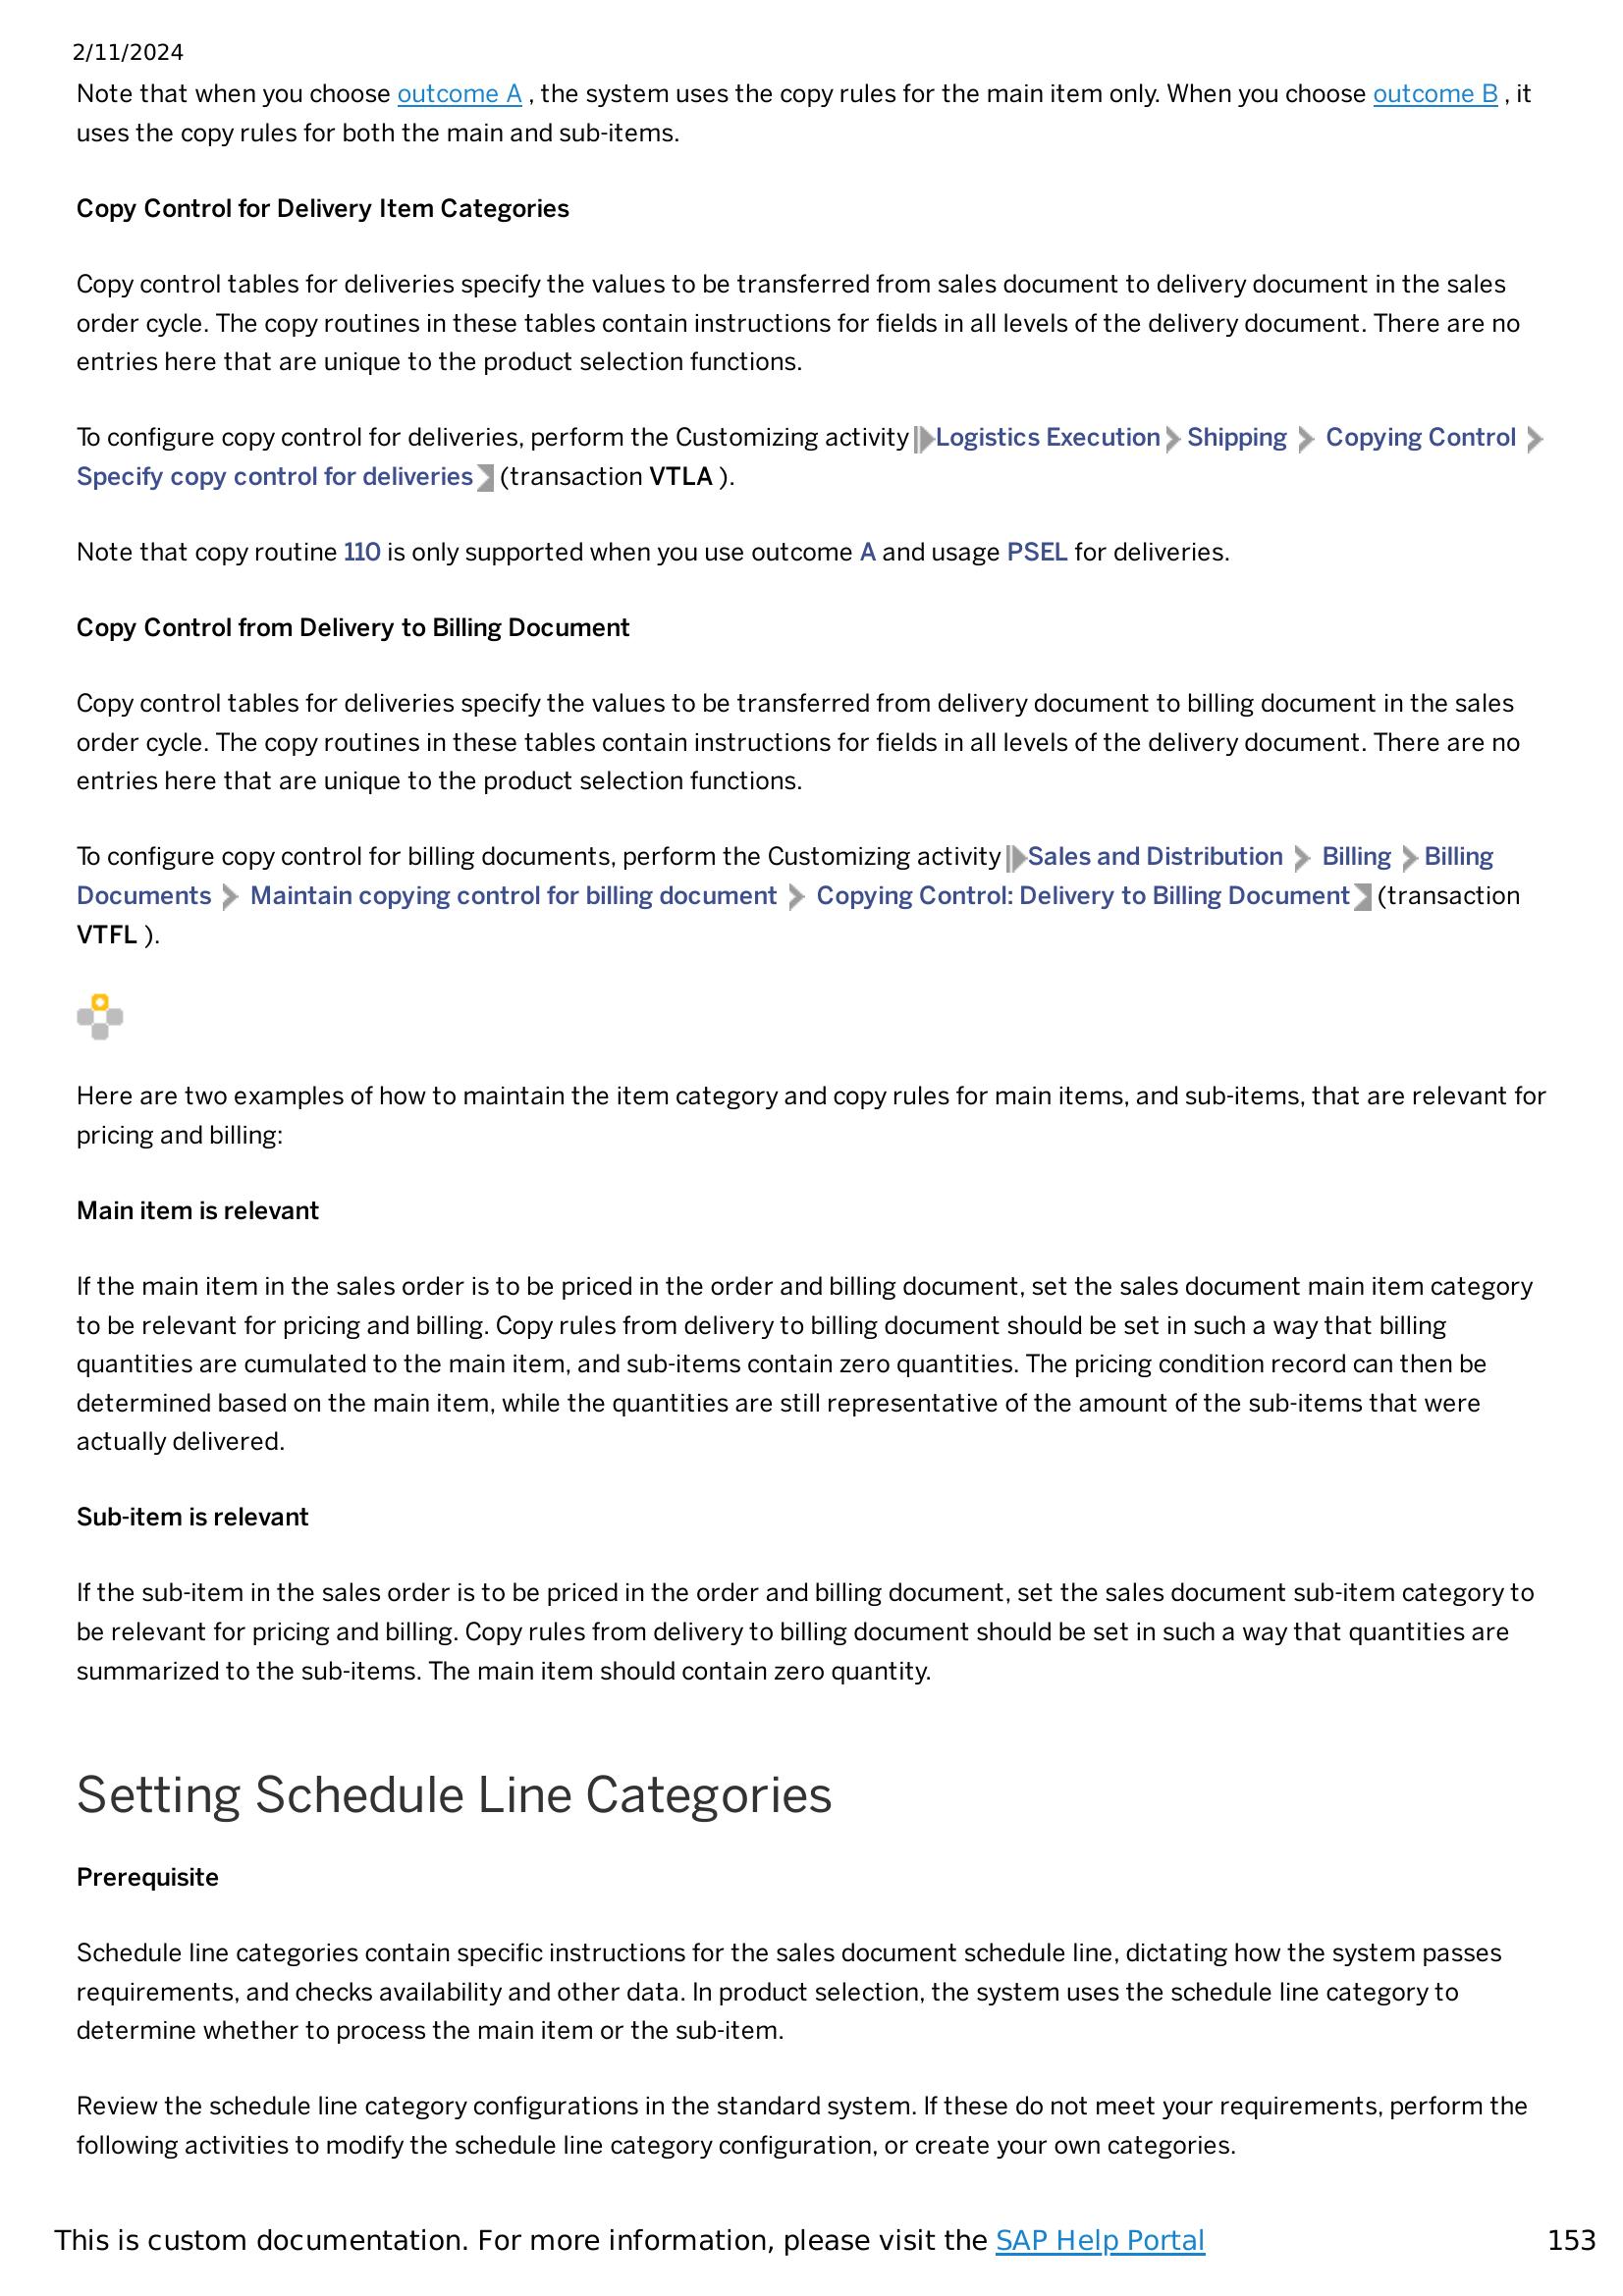 2/11/2024
Note that when you choose outcome A , the system uses the copy rules for the main item only. When you choose outcome B , it
uses the copy rules for both the main and sub-items.
Copy Control for Delivery Item Categories
Copy control tables for deliveries specify the values to be transferred from sales document to delivery document in the sales
order cycle. The copy routines in these tables contain instructions for fields in all levels of the delivery document. There are no
entries here that are unique to the product selection functions.
To configure copy control for deliveries, perform the Customizing activity Logistics Execution Shipping Copying Control
Specify copy control for deliveries (transaction VTLA ).
Note that copy routine 110 is only supported when you use outcome A and usage PSEL for deliveries.
Copy Control from Delivery to Billing Document
Copy control tables for deliveries specify the values to be transferred from delivery document to billing document in the sales
order cycle. The copy routines in these tables contain instructions for fields in all levels of the delivery document. There are no
entries here that are unique to the product selection functions.
To configure copy control for billing documents, perform the Customizing activity Sales and Distribution Billing Billing
Documents Maintain copying control for billing document Copying Control: Delivery to Billing Document (transaction
VTFL ).
Here are two examples of how to maintain the item category and copy rules for main items, and sub-items, that are relevant for
pricing and billing:
Main item is relevant
If the main item in the sales order is to be priced in the order and billing document, set the sales document main item category
to be relevant for pricing and billing. Copy rules from delivery to billing document should be set in such a way that billing
quantities are cumulated to the main item, and sub-items contain zero quantities. The pricing condition record can then be
determined based on the main item, while the quantities are still representative of the amount of the sub-items that were
actually delivered.
Sub-item is relevant
If the sub-item in the sales order is to be priced in the order and billing document, set the sales document sub-item category to
be relevant for pricing and billing. Copy rules from delivery to billing document should be set in such a way that quantities are
summarized to the sub-items. The main item should contain zero quantity.
Setting Schedule Line Categories
Prerequisite
Schedule line categories contain specific instructions for the sales document schedule line, dictating how the system passes
requirements, and checks availability and other data. In product selection, the system uses the schedule line category to
determine whether to process the main item or the sub-item.
Review the schedule line category configurations in the standard system. If these do not meet your requirements, perform the
following activities to modify the schedule line category configuration, or create your own categories.
This is custom documentation. For more information, please visit the SAP Help Portal 153